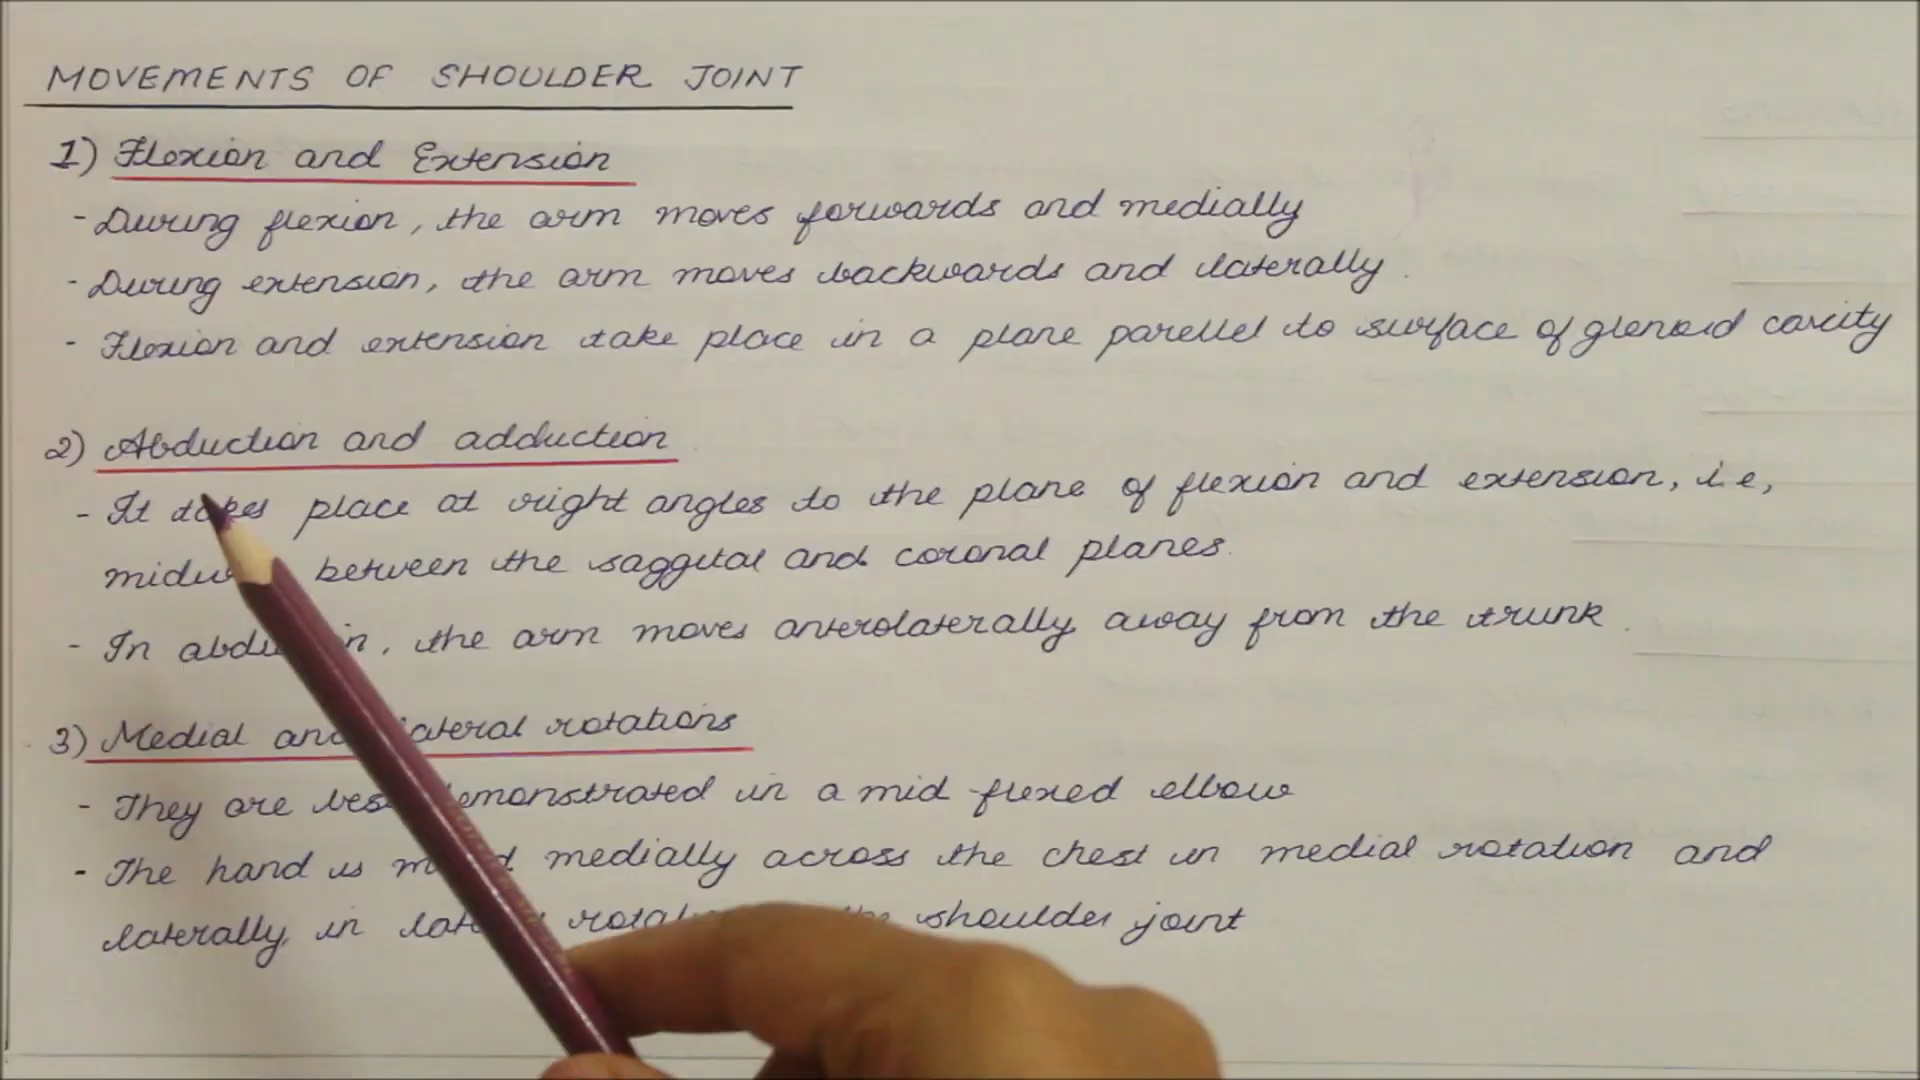 MOVEMENTS OF SHOULDER JOINT
1) Flexion and Extension
- During flexion, the arm moves forwards and medially
- During extension, the arm moves backwards and laterally.
- Flexion and extension take place in a plane parellel to surface of glenoid cavity
2) Abduction and adduction
- It takes place at right angles to the plane of flexion and extension, i.e,
between the saggital and coronal planes.
- In , the arm moves anterolaterally away from the trunk.
3) Medial and lateral rotations
- They are best demonstrated in a mid-flexed elbow
- The hand is medially across the chest in medial rotation and
laterally in shoulder joint